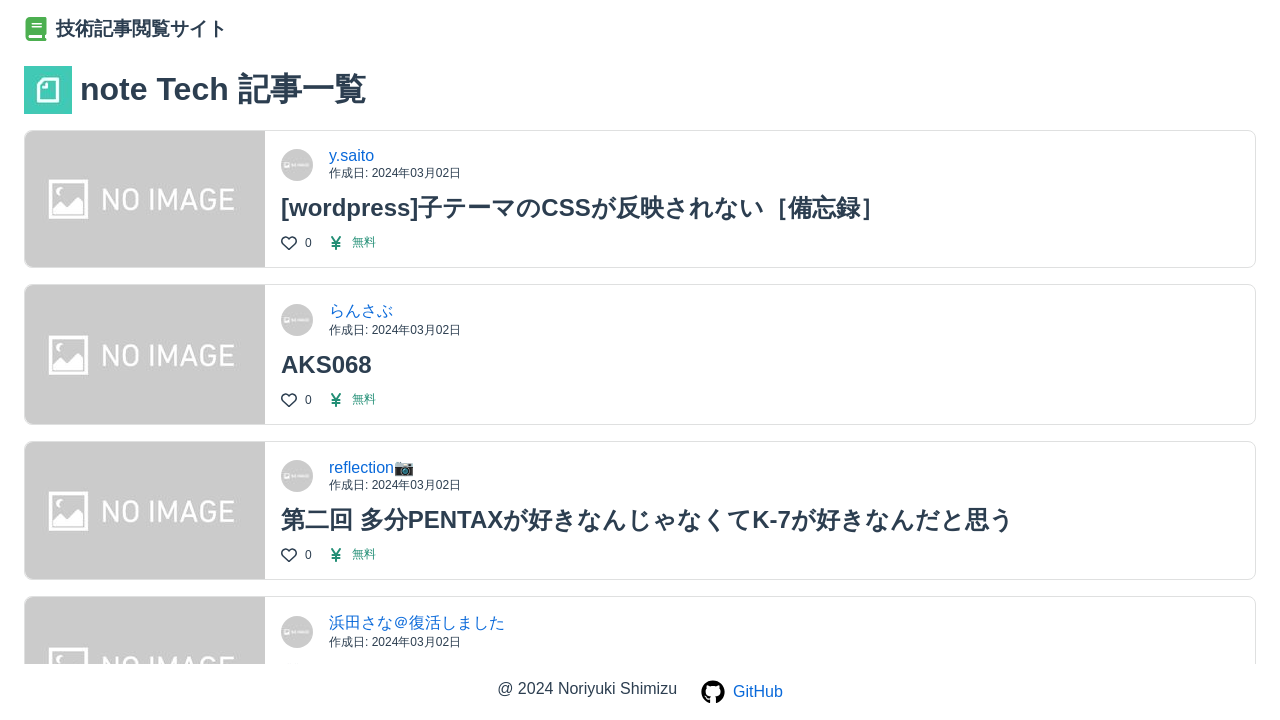 技術記事閲覧サイト
note Tech 記事一覧
NO IMAGE
y.saito
作成日: 2024年03月02日
[wordpress]子テーマのCSSが反映されない［備忘録］
0 ¥ 無料
NO IMAGE
らんさぶ
作成日: 2024年03月02日
AKS068
0 ¥ 無料
NO IMAGE
reflection📷
作成日: 2024年03月02日
第二回 多分PENTAXが好きなんじゃなくてK-7が好きなんだと思う
0 ¥ 無料
浜田さな＠復活しました
作成日: 2024年03月02日
@ 2024 Noriyuki Shimizu GitHub